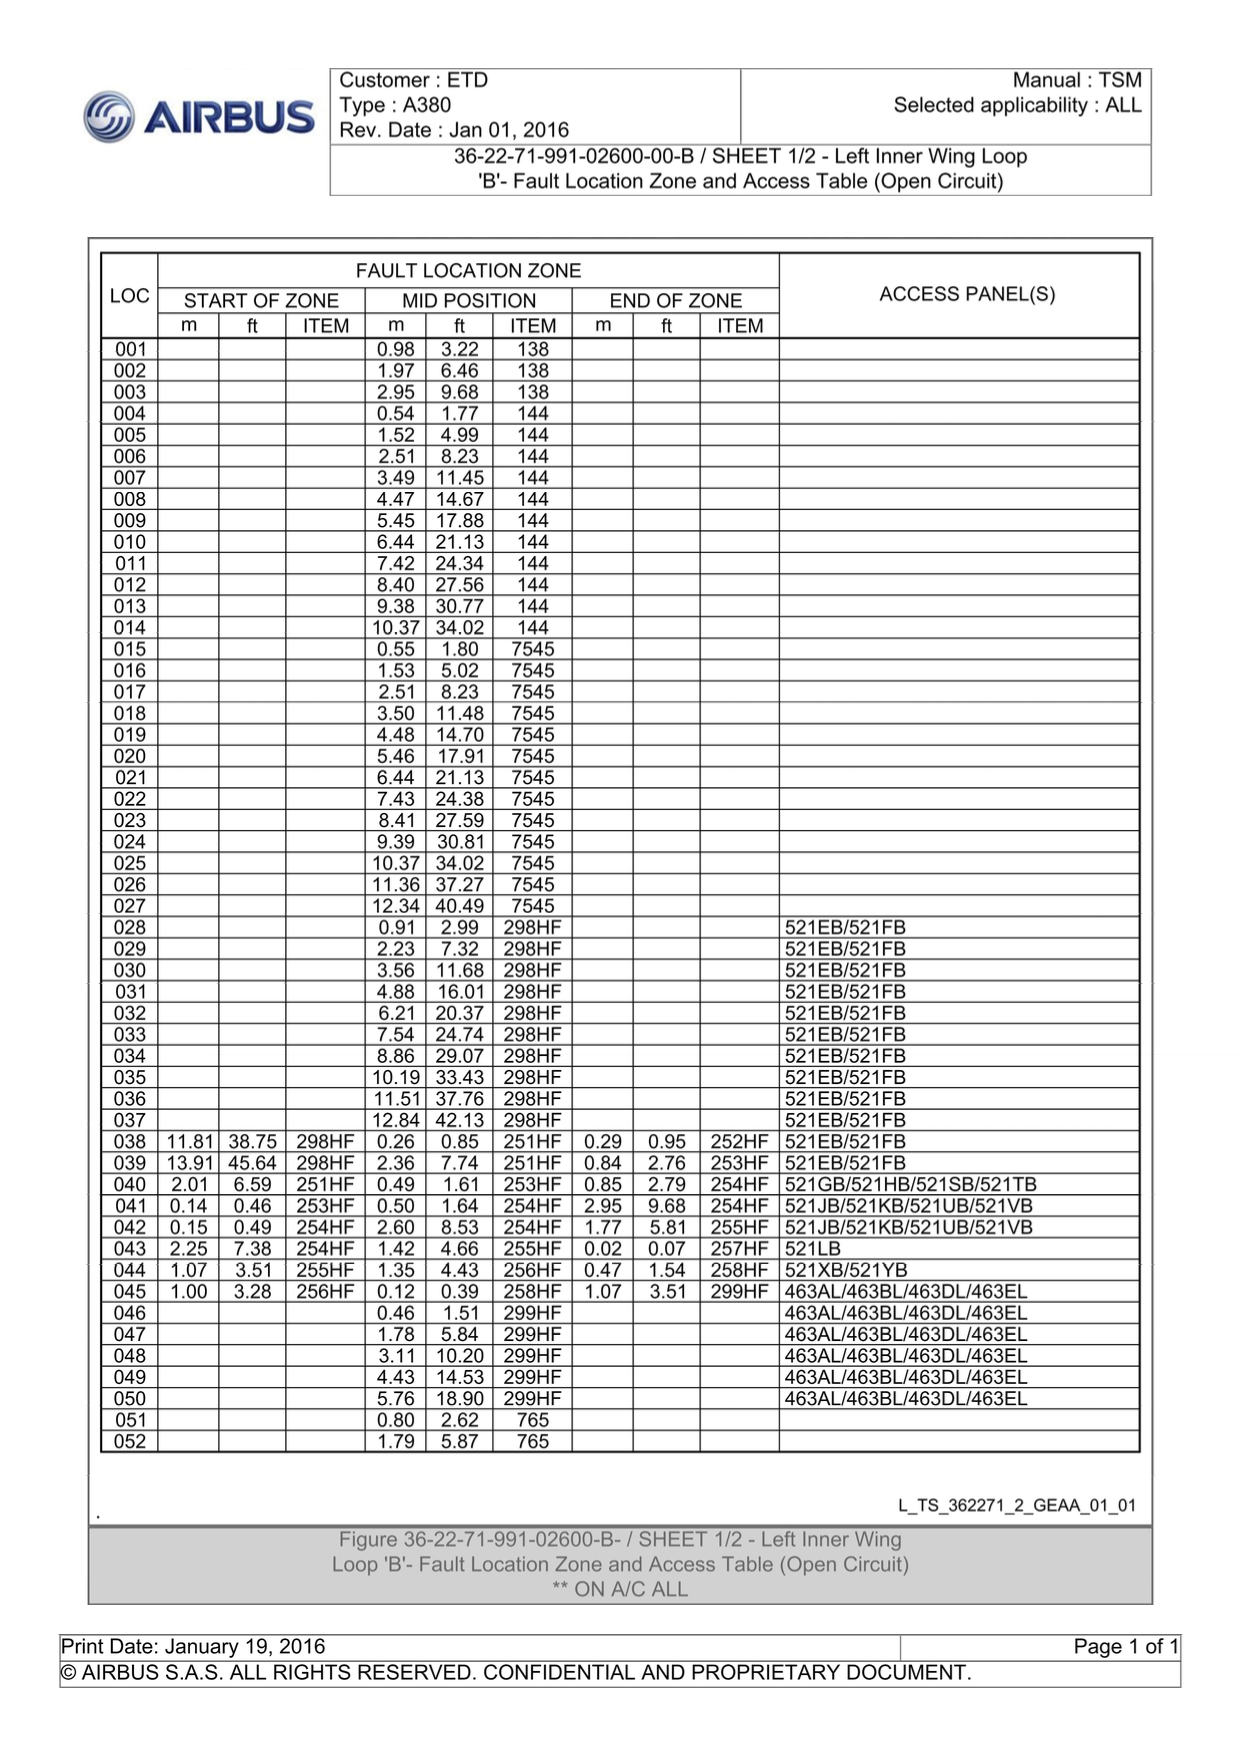 AIRBUS
Customer : ETD
Type : A380
Rev. Date : Jan 01, 2016
Manual : TSM
Selected applicability : ALL
36-22-71-991-02600-00-B / SHEET 1/2 - Left Inner Wing Loop
'B'- Fault Location Zone and Access Table (Open Circuit)
LOC FAULT LOCATION ZONE ACCESS PANEL(S)
START OF ZONE MID POSITION END OF ZONE
m ft ITEM m ft ITEM m ft ITEM
001 0.98 3.22 138
002 1.97 6.46 138
003 2.95 9.68 138
004 0.54 1.77 144
005 1.52 4.99 144
006 2.51 8.23 144
007 3.49 11.45 144
008 4.47 14.67 144
009 5.45 17.88 144
010 6.44 21.13 144
011 7.42 24.34 144
012 8.40 27.56 144
013 9.38 30.77 144
014 10.37 34.02 144
015 0.55 1.80 7545
016 1.53 5.02 7545
017 2.51 8.23 7545
018 3.50 11.48 7545
019 4.48 14.70 7545
020 5.46 17.91 7545
021 6.44 21.13 7545
022 7.43 24.38 7545
023 8.41 27.59 7545
024 9.39 30.81 7545
025 10.37 34.02 7545
026 11.36 37.27 7545
027 12.34 40.49 7545
028 0.91 2.99 298HF 521EB/521FB
029 2.23 7.32 298HF 521EB/521FB
030 3.56 11.68 298HF 521EB/521FB
031 4.88 16.01 298HF 521EB/521FB
032 6.21 20.37 298HF 521EB/521FB
033 7.54 24.74 298HF 521EB/521FB
034 8.86 29.07 298HF 521EB/521FB
035 10.19 33.43 298HF 521EB/521FB
036 11.51 37.76 298HF 521EB/521FB
037 12.84 42.13 298HF 521EB/521FB
038 11.81 38.75 298HF 0.26 0.85 251HF 0.29 0.95 252HF 521EB/521FB
039 13.91 45.64 298HF 2.36 7.74 251HF 0.84 2.76 253HF 521EB/521FB
040 2.01 6.59 251HF 0.49 1.61 253HF 0.85 2.79 254HF 521GB/521HB/521SB/521TB
041 0.14 0.46 253HF 0.50 1.64 254HF 2.95 9.68 254HF 521JB/521KB/521UB/521VB
042 0.15 0.49 254HF 2.60 8.53 254HF 1.77 5.81 255HF 521JB/521KB/521UB/521VB
043 2.25 7.38 254HF 1.42 4.66 255HF 0.02 0.07 257HF 521LB
044 1.07 3.51 255HF 1.35 4.43 256HF 0.47 1.54 258HF 521XB/521YB
045 1.00 3.28 256HF 0.12 0.39 258HF 1.07 3.51 299HF 463AL/463BL/463DL/463EL
046 0.46 1.51 299HF 463AL/463BL/463DL/463EL
047 1.78 5.84 299HF 463AL/463BL/463DL/463EL
048 3.11 10.20 299HF 463AL/463BL/463DL/463EL
049 4.43 14.53 299HF 463AL/463BL/463DL/463EL
050 5.76 18.90 299HF 463AL/463BL/463DL/463EL
051 0.80 2.62 765
052 1.79 5.87 765
. L_TS_362271_2_GEAA_01_01
Figure 36-22-71-991-02600-B- / SHEET 1/2 - Left Inner Wing
Loop 'B'- Fault Location Zone and Access Table (Open Circuit)
** ON A/C ALL
Print Date: January 19, 2016 Page 1 of 1
© AIRBUS S.A.S. ALL RIGHTS RESERVED. CONFIDENTIAL AND PROPRIETARY DOCUMENT.